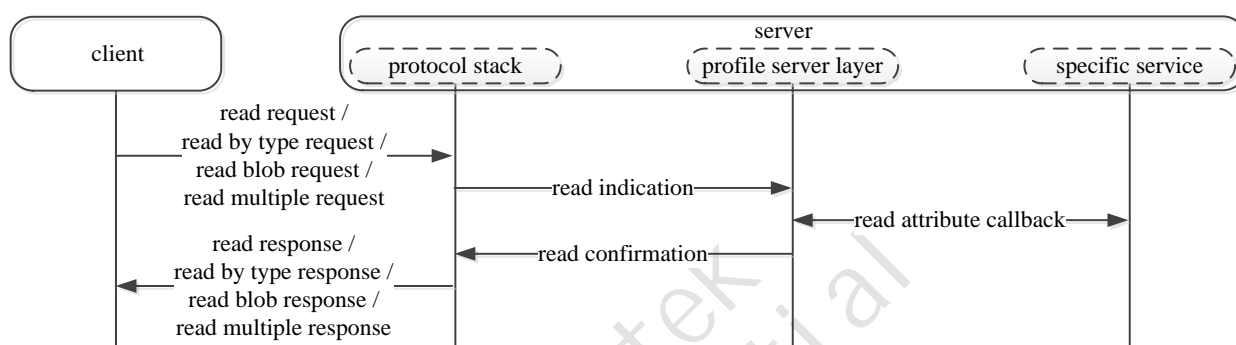 server
client
protocol stack
profile server layer
specific service
read request /
read by type request /
read blob request /
read multiple request
read indication
read attribute callback
read confirmation
read response /
read by type response /
read blob response /
read multiple response